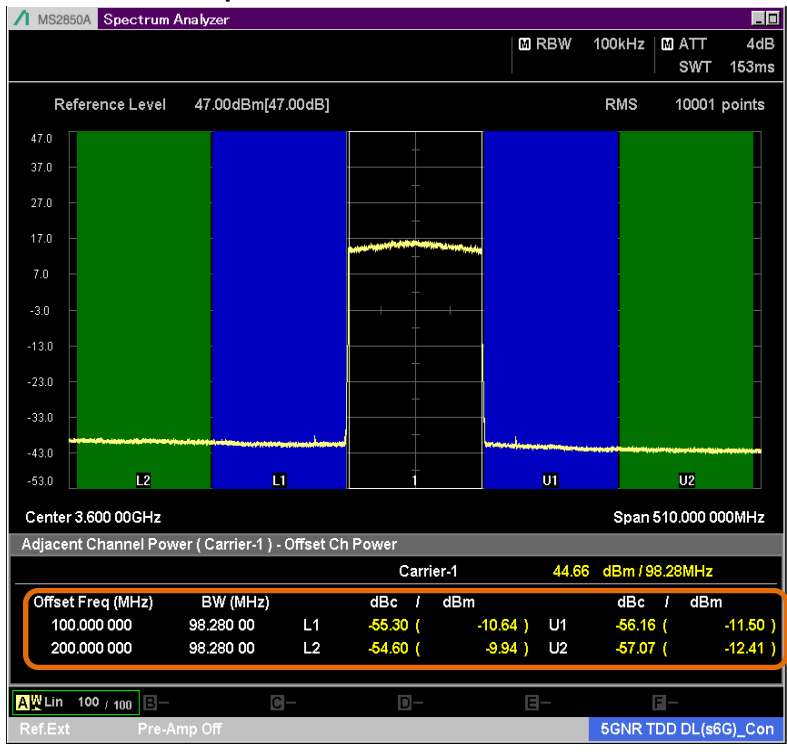 MS2850A Spectrum Analyzer
M RBW 100kHz M ATT 4dB
SWT 153ms
Reference Level 47.00dBm[47.00dB] RMS 10001 points
47.0
37.0
27.0
17.0
7.0
-3.0
-13.0
-23.0
-33.0
-43.0
-53.0
L2 L1 1 U1 U2
Center 3.600 00GHz Span 510.000 000MHz
Adjacent Channel Power ( Carrier-1 ) - Offset Ch Power
Carrier-1 44.66 dBm / 98.28MHz
Offset Freq (MHz) BW (MHz) dBc / dBm dBc / dBm
100.000 000 98.280 00 L1 -55.30 ( -10.64 ) U1 -56.16 ( -11.50 )
200.000 000 98.280 00 L2 -54.60 ( -9.94 ) U2 -57.07 ( -12.41 )
A W Lin 100 / 100 B- C- D- E- F-
Ref.Ext Pre-Amp Off 5GNR TDD DL(s6G)_Con